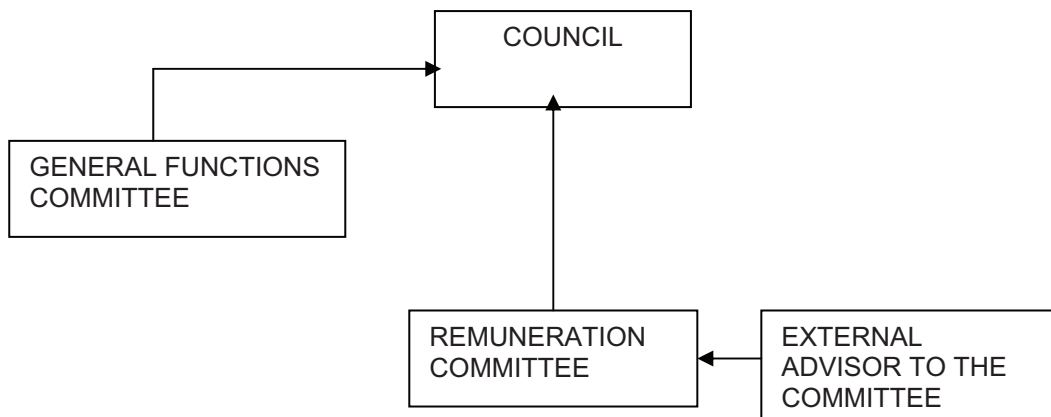 COUNCIL
GENERAL FUNCTIONS
COMMITTEE
REMUNERATION
COMMITTEE
EXTERNAL
ADVISOR TO THE
COMMITTEE